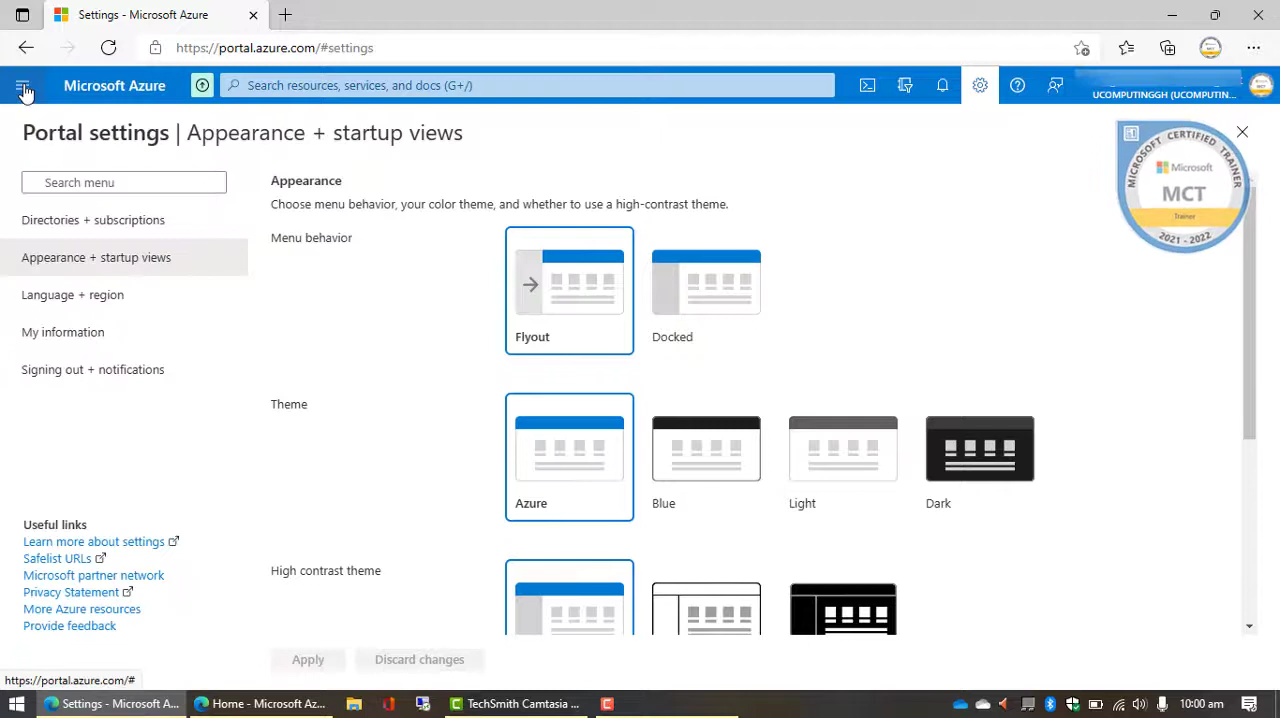 Settings - Microsoft Azure
https://portal.azure.com/#settings
Microsoft Azure
Search resources, services, and docs (G+/)
UCOMPUTINGGH (UCOMPUTIN...
Portal settings | Appearance + startup views
Search menu
Directories + subscriptions
Appearance + startup views
Language + region
My information
Signing out + notifications
Useful links
Learn more about settings
Safelist URLs
Microsoft partner network
Privacy Statement
More Azure resources
Provide feedback
Appearance
Choose menu behavior, your color theme, and whether to use a high-contrast theme.
Menu behavior
Flyout
Docked
Theme
Azure
Blue
Light
Dark
High contrast theme
Apply
Discard changes
MICROSOFT CERTIFIED TRAINER
Microsoft
MCT
Trainer
2021 - 2022
https://portal.azure.com/#
Settings - Microsoft A...
Home - Microsoft Az...
TechSmith Camtasia ...
10:00 am